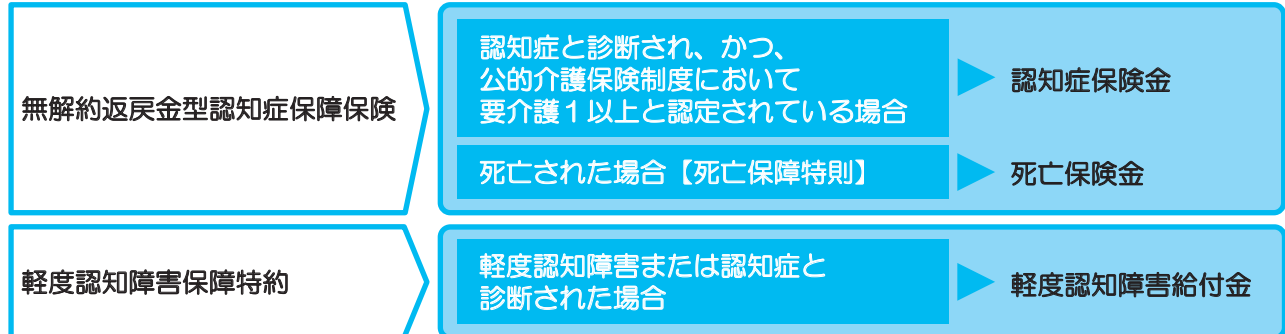 無解約返戻金型認知症保障保険
認知症と診断され、かつ、
公的介護保険制度において
要介護1以上と認定されている場合
認知症保険金
死亡された場合【死亡保障特則】
死亡保険金
軽度認知障害保障特約
軽度認知障害または認知症と
診断された場合
軽度認知障害給付金